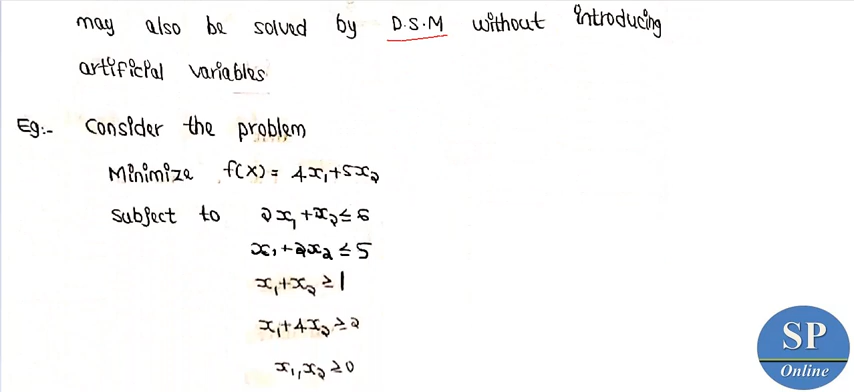 may also be solved by D.S.M without introducing
artificial variables
Eg:- Consider the problem
Minimize f(x) = 4x₁+5x₂
Subject to 2x₁+x₂≤6
x₁+2x₂≤5
x₁+x₂≥1
x₁+4x₂≥2
x₁,x₂≥0
SP
Online